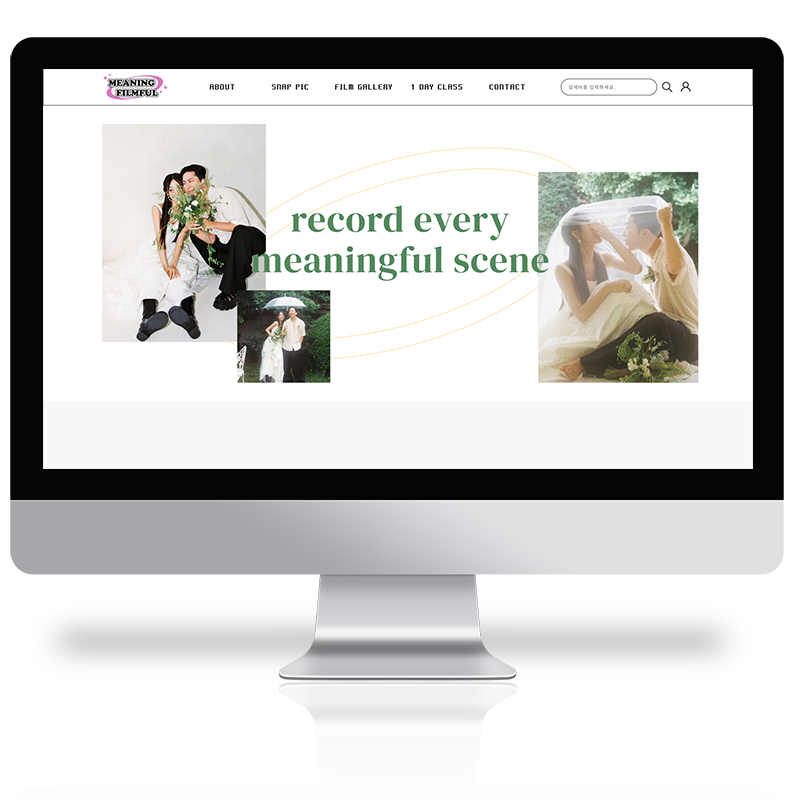 MEANING
FILMFUL
ABOUT
SNAP PIC
FILM GALLERY
1 DAY CLASS
CONTACT
검색어를 입력하세요.
record every
meaningful scene